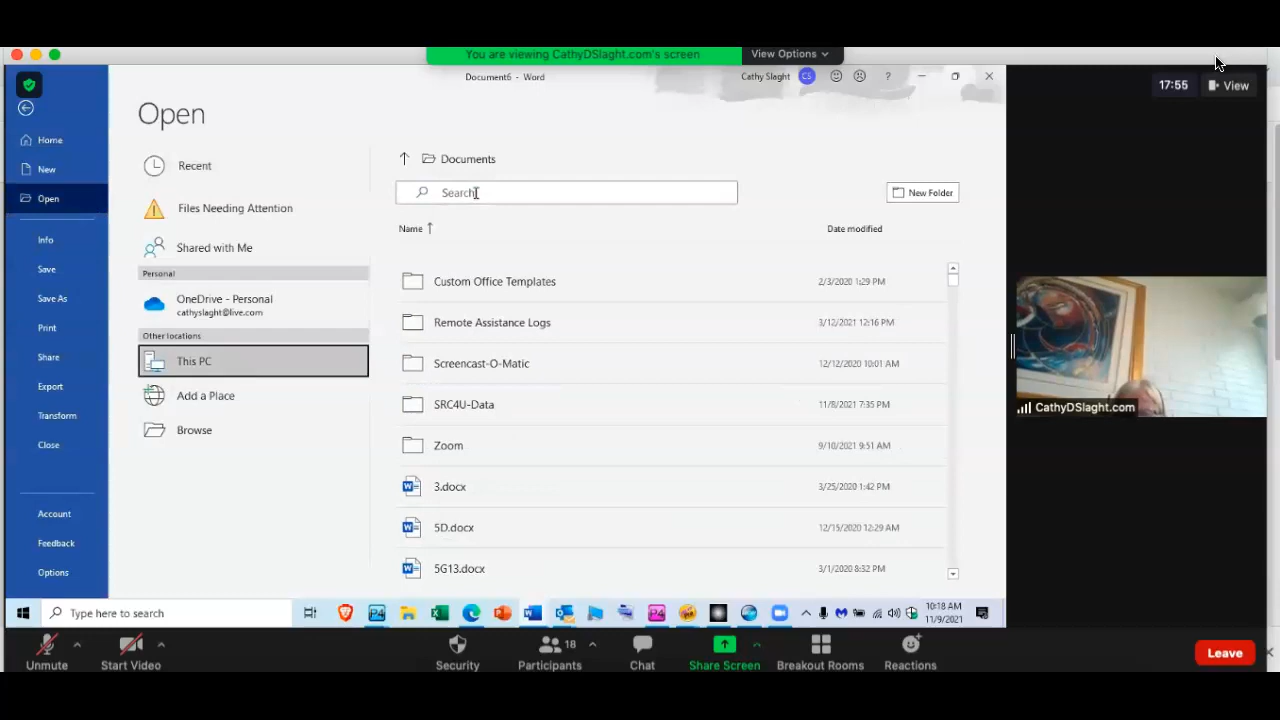 You are viewing CathyDSlaght.com's screen
View Options
Document6 - Word
Cathy Slaght
CS
?
17:55
View
Open
Home
New
Open
Info
Save
Save As
Print
Share
Export
Transform
Close
Account
Feedback
Options
Recent
Files Needing Attention
Shared with Me
Personal
OneDrive - Personal
cathyslaght@live.com
Other locations
This PC
Add a Place
Browse
Documents
Search
New Folder
Name
Date modified
Custom Office Templates 2/3/2020 1:29 PM
Remote Assistance Logs 3/12/2021 12:16 PM
Screencast-O-Matic 12/12/2020 10:01 AM
SRC4U-Data 11/8/2021 7:35 PM
Zoom 9/10/2021 9:51 AM
3.docx 3/25/2020 1:42 PM
5D.docx 12/15/2020 12:29 AM
5G13.docx 3/1/2020 8:32 PM
CathyDSlaght.com
Type here to search
P4
P4
10:18 AM
11/9/2021
Unmute
Start Video
Security
18
Participants
Chat
Share Screen
Breakout Rooms
Reactions
Leave